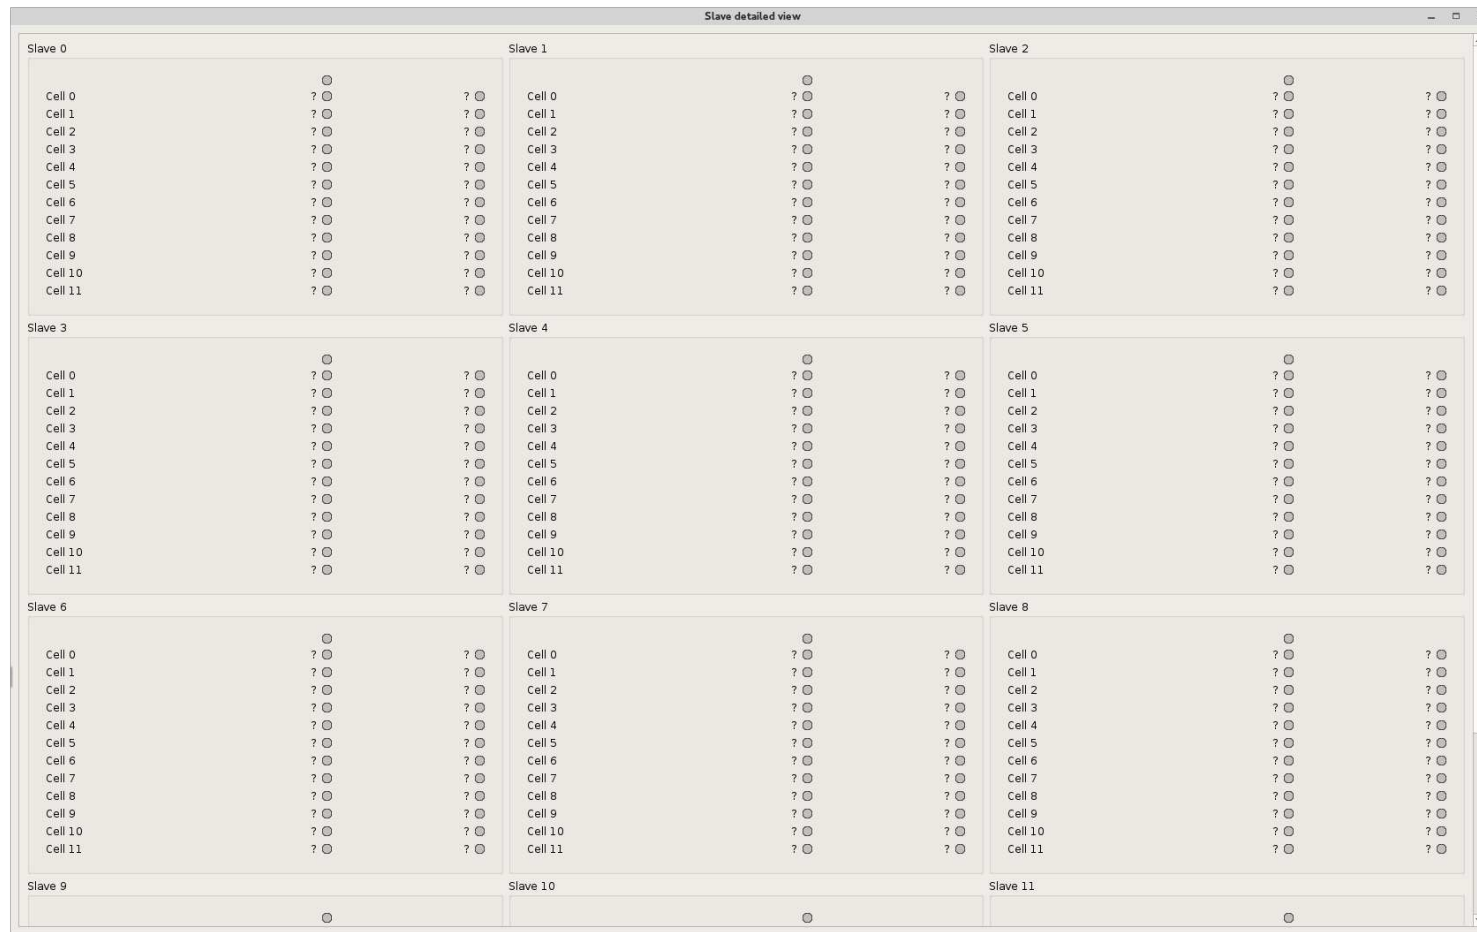 Slave detailed view
Slave 0 Slave 1 Slave 2
Cell 0 ? ? Cell 0 ? ? Cell 0 ? ?
Cell 1 ? ? Cell 1 ? ? Cell 1 ? ?
Cell 2 ? ? Cell 2 ? ? Cell 2 ? ?
Cell 3 ? ? Cell 3 ? ? Cell 3 ? ?
Cell 4 ? ? Cell 4 ? ? Cell 4 ? ?
Cell 5 ? ? Cell 5 ? ? Cell 5 ? ?
Cell 6 ? ? Cell 6 ? ? Cell 6 ? ?
Cell 7 ? ? Cell 7 ? ? Cell 7 ? ?
Cell 8 ? ? Cell 8 ? ? Cell 8 ? ?
Cell 9 ? ? Cell 9 ? ? Cell 9 ? ?
Cell 10 ? ? Cell 10 ? ? Cell 10 ? ?
Cell 11 ? ? Cell 11 ? ? Cell 11 ? ?
Slave 3 Slave 4 Slave 5
Cell 0 ? ? Cell 0 ? ? Cell 0 ? ?
Cell 1 ? ? Cell 1 ? ? Cell 1 ? ?
Cell 2 ? ? Cell 2 ? ? Cell 2 ? ?
Cell 3 ? ? Cell 3 ? ? Cell 3 ? ?
Cell 4 ? ? Cell 4 ? ? Cell 4 ? ?
Cell 5 ? ? Cell 5 ? ? Cell 5 ? ?
Cell 6 ? ? Cell 6 ? ? Cell 6 ? ?
Cell 7 ? ? Cell 7 ? ? Cell 7 ? ?
Cell 8 ? ? Cell 8 ? ? Cell 8 ? ?
Cell 9 ? ? Cell 9 ? ? Cell 9 ? ?
Cell 10 ? ? Cell 10 ? ? Cell 10 ? ?
Cell 11 ? ? Cell 11 ? ? Cell 11 ? ?
Slave 6 Slave 7 Slave 8
Cell 0 ? ? Cell 0 ? ? Cell 0 ? ?
Cell 1 ? ? Cell 1 ? ? Cell 1 ? ?
Cell 2 ? ? Cell 2 ? ? Cell 2 ? ?
Cell 3 ? ? Cell 3 ? ? Cell 3 ? ?
Cell 4 ? ? Cell 4 ? ? Cell 4 ? ?
Cell 5 ? ? Cell 5 ? ? Cell 5 ? ?
Cell 6 ? ? Cell 6 ? ? Cell 6 ? ?
Cell 7 ? ? Cell 7 ? ? Cell 7 ? ?
Cell 8 ? ? Cell 8 ? ? Cell 8 ? ?
Cell 9 ? ? Cell 9 ? ? Cell 9 ? ?
Cell 10 ? ? Cell 10 ? ? Cell 10 ? ?
Cell 11 ? ? Cell 11 ? ? Cell 11 ? ?
Slave 9 Slave 10 Slave 11